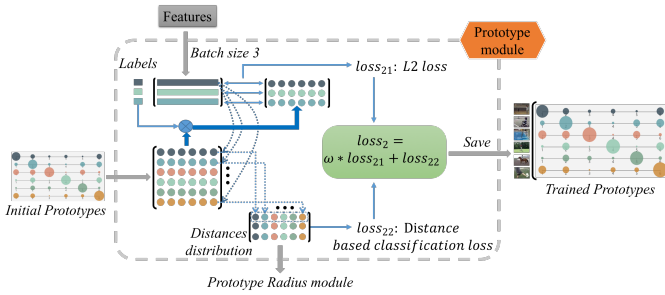 Features
Prototype
module
Batch size 3
Labels
loss₂₁: L2 loss
loss₂ =
ω ∗ loss₂₁ + loss₂₂
Save
Initial Prototypes
Trained Prototypes
Distances
distribution
loss₂₂: Distance
based classification loss
Prototype Radius module